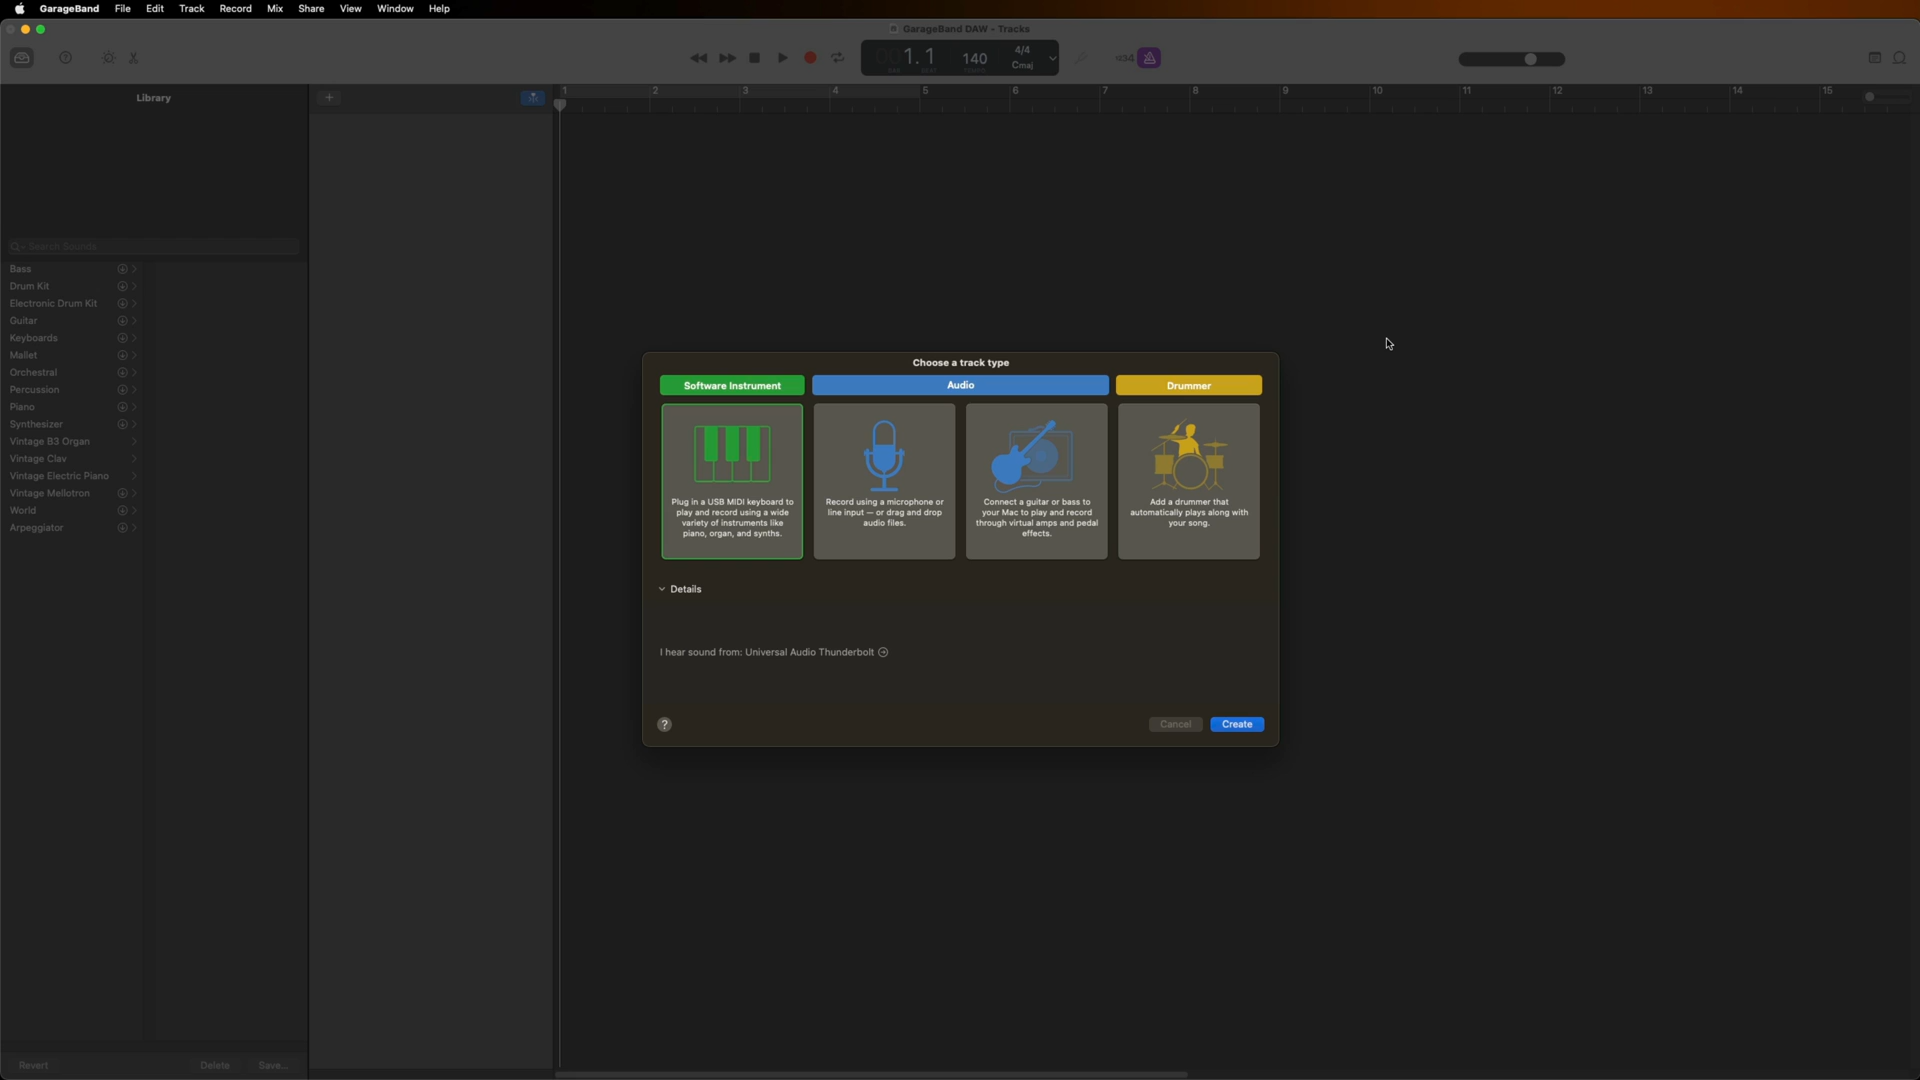 GarageBand File Edit Track Record Mix Share View Window Help
GarageBand DAW - Tracks
001.1 140 4/4 Cmaj
1234
Library
1 2 3 4 5 6 7 8 9 10 11 12 13 14 15
Search Sounds
Bass
Drum Kit
Electronic Drum Kit
Guitar
Keyboards
Mallet
Orchestral
Percussion
Piano
Synthesizer
Vintage B3 Organ
Vintage Clav
Vintage Electric Piano
Vintage Mellotron
World
Arpeggiator
Choose a track type
Software Instrument Audio Drummer
Plug in a USB MIDI keyboard to
play and record using a wide
variety of instruments like
piano, organ, and synths.
Record using a microphone or
line input — or drag and drop
audio files.
Connect a guitar or bass to
your Mac to play and record
through virtual amps and pedal
effects.
Add a drummer that
automatically plays along with
your song.
Details
I hear sound from: Universal Audio Thunderbolt
? Cancel Create
Revert Delete Save...